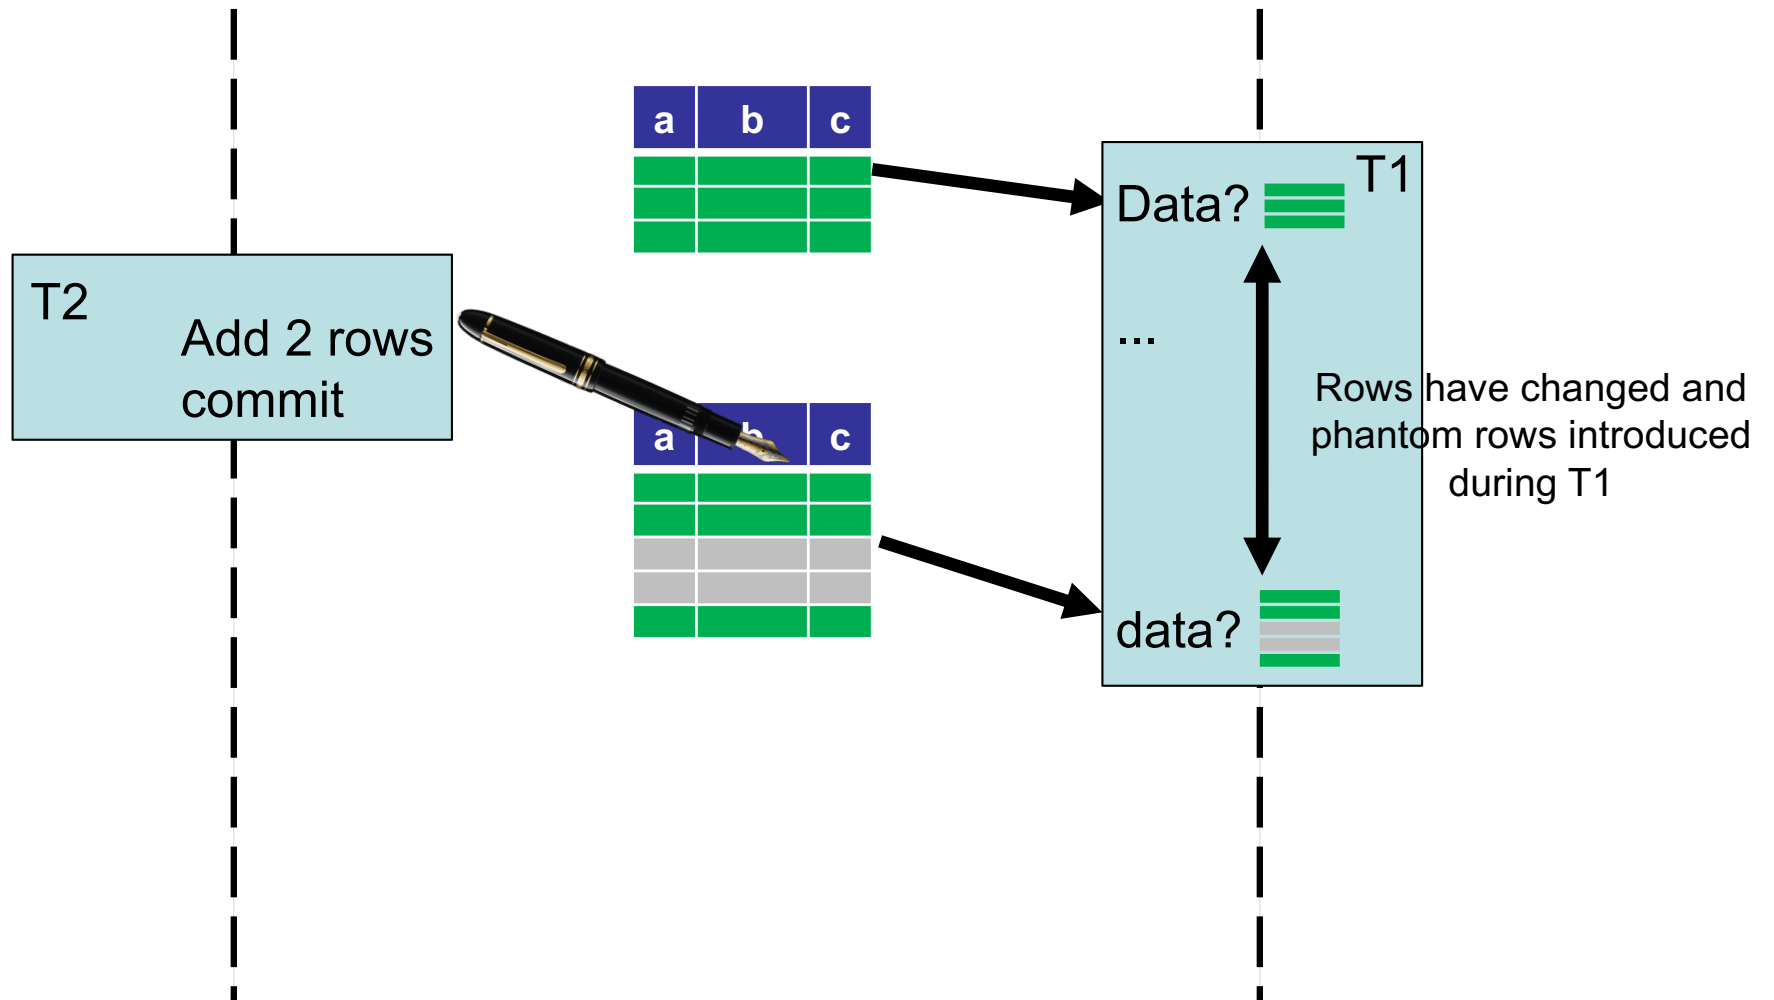 a b c
Data?
T1
T2
Add 2 rows
commit
...
Rows have changed and
phantom rows introduced
during T1
a b c
data?